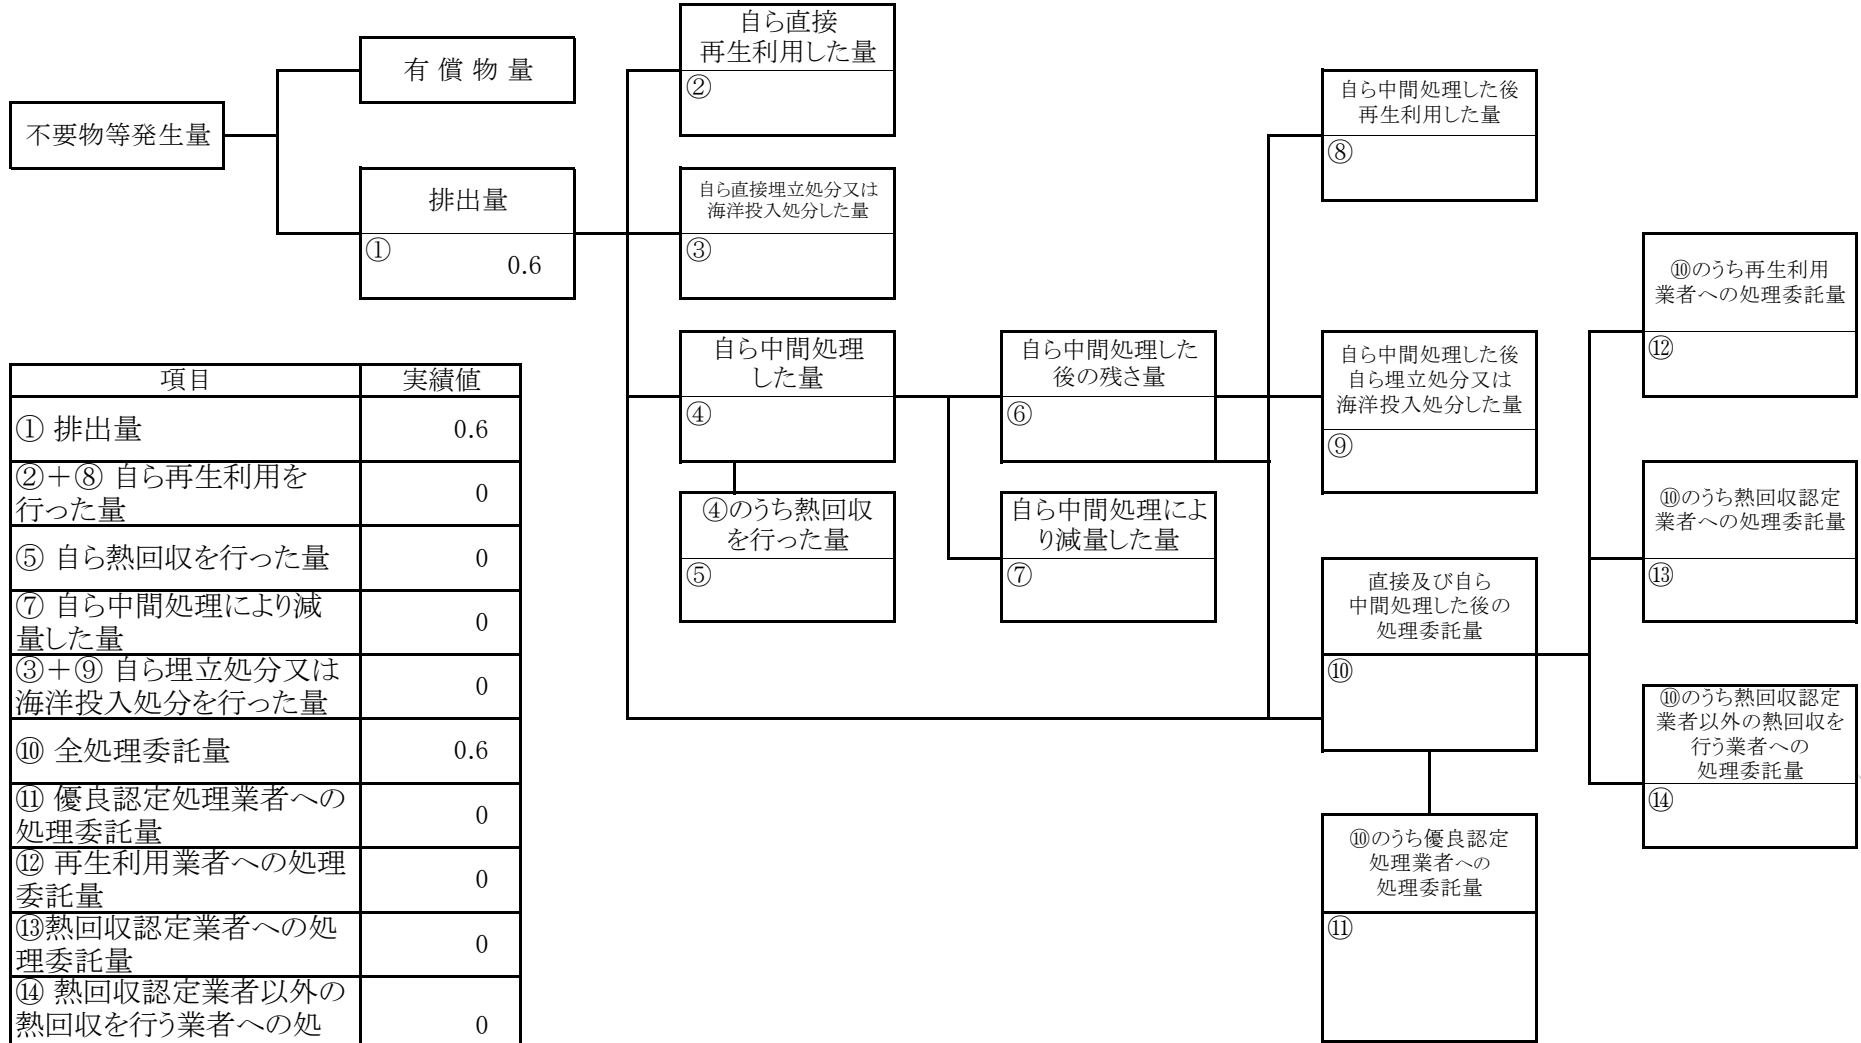 不要物等発生量
有 償 物 量
排出量
①
0.6
自ら直接
再生利用した量
②
自ら直接埋立処分又は
海洋投入処分した量
③
自ら中間処理
した量
④
④のうち熱回収
を行った量
⑤
自ら中間処理した
後の残さ量
⑥
自ら中間処理によ
り減量した量
⑦
自ら中間処理した後
再生利用した量
⑧
自ら中間処理した後
自ら埋立処分又は
海洋投入処分した量
⑨
直接及び自ら
中間処理した後の
処理委託量
⑩
⑩のうち優良認定
処理業者への
処理委託量
⑪
⑩のうち再生利用
業者への処理委託量
⑫
⑩のうち熱回収認定
業者への処理委託量
⑬
⑩のうち熱回収認定
業者以外の熱回収を
行う業者への
処理委託量
⑭
項目 実績値
① 排出量 0.6
②＋⑧ 自ら再生利用を
行った量 0
⑤ 自ら熱回収を行った量 0
⑦ 自ら中間処理により減
量した量 0
③＋⑨ 自ら埋立処分又は
海洋投入処分を行った量 0
⑩ 全処理委託量 0.6
⑪ 優良認定処理業者への
処理委託量 0
⑫ 再生利用業者への処理
委託量 0
⑬熱回収認定業者への処
理委託量 0
⑭ 熱回収認定業者以外の
熱回収を行う業者への処 0